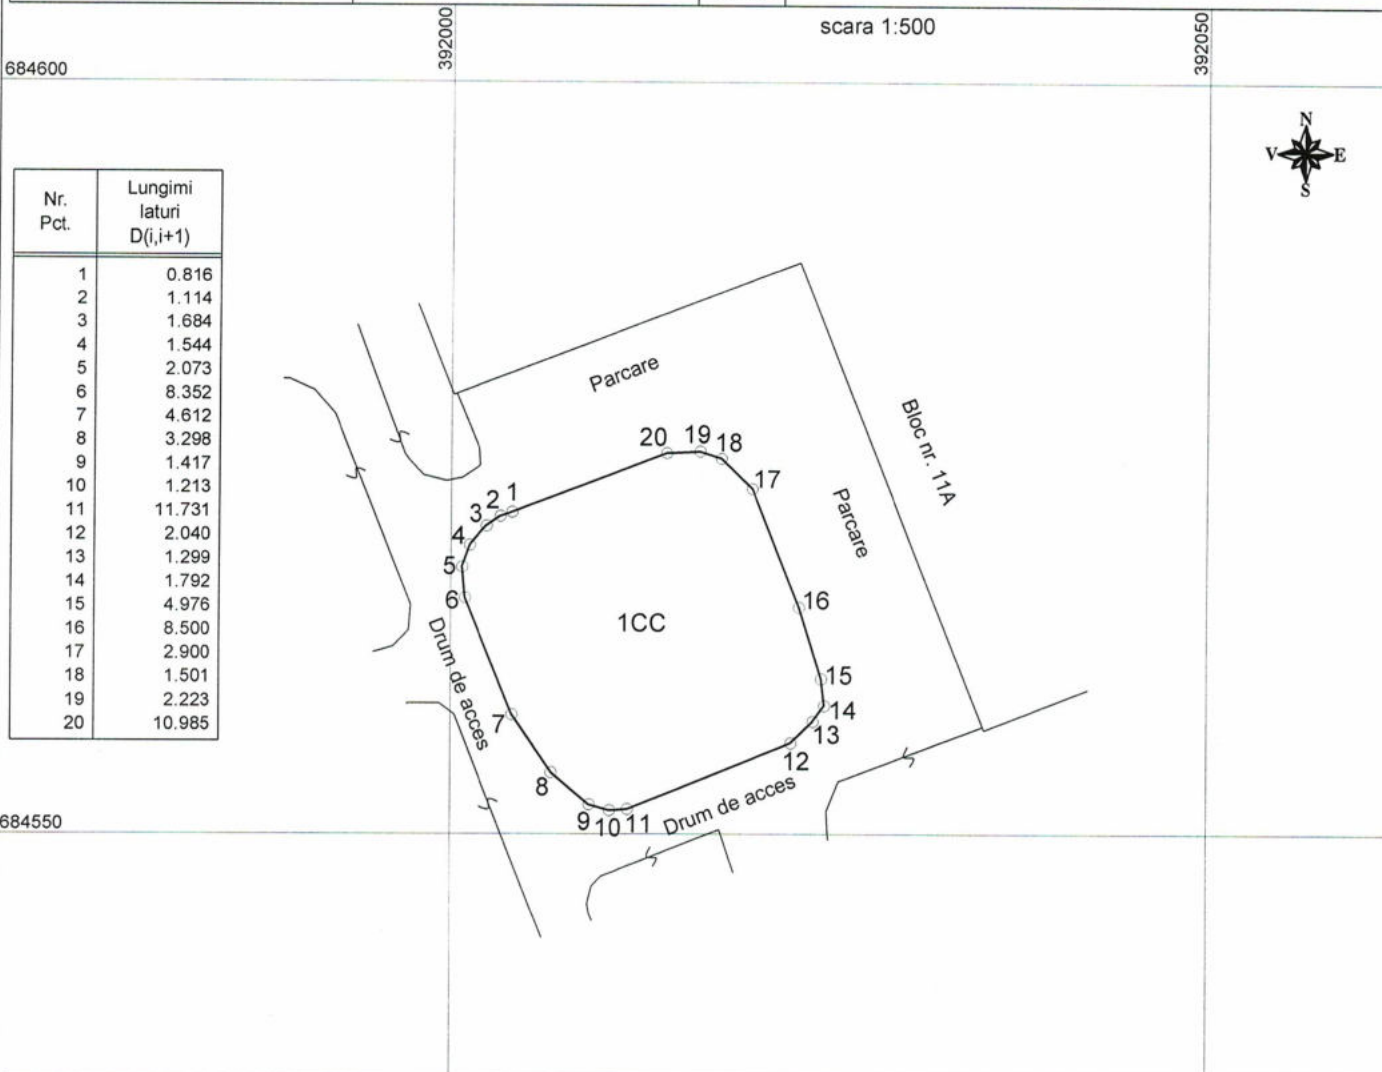 scara 1:500
392000
392050
684600
N
V E
S
Nr. Pct. Lungimi laturi D(i,i+1)
1 0.816
2 1.114
3 1.684
4 1.544
5 2.073
6 8.352
7 4.612
8 3.298
9 1.417
10 1.213
11 11.731
12 2.040
13 1.299
14 1.792
15 4.976
16 8.500
17 2.900
18 1.501
19 2.223
20 10.985
Parcare
Bloc nr. 11A
20 19 18
17
3 2 1
4
5
6
Parcare
16
1CC
Drum de acces
15
14
13
12
7
8
9 10 11
Drum de acces
684550